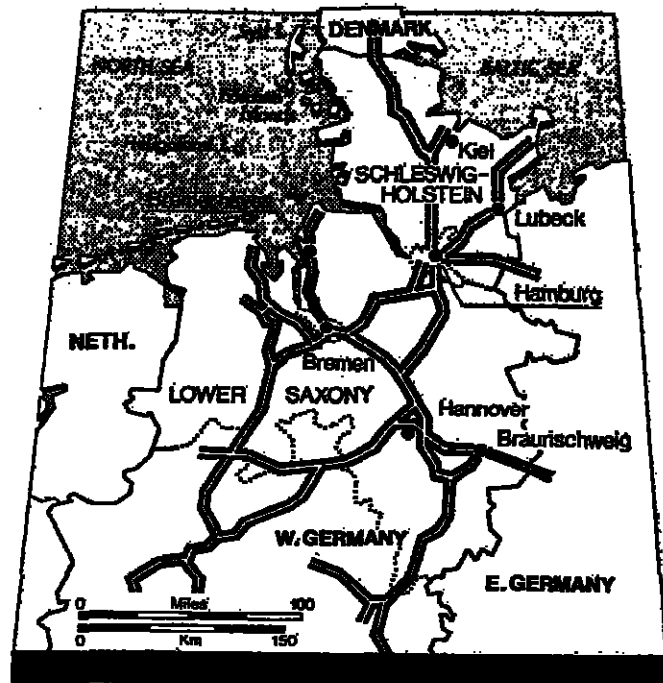 DENMARK
NORTH SEA
BALTIC SEA
Kiel
SCHLESWIG-
HOLSTEIN
Lubeck
Hamburg
NETH.
Bremen
LOWER SAXONY
Hannover
Braurischweig
W. GERMANY
E. GERMANY
0 Miles 100
0 Km 150